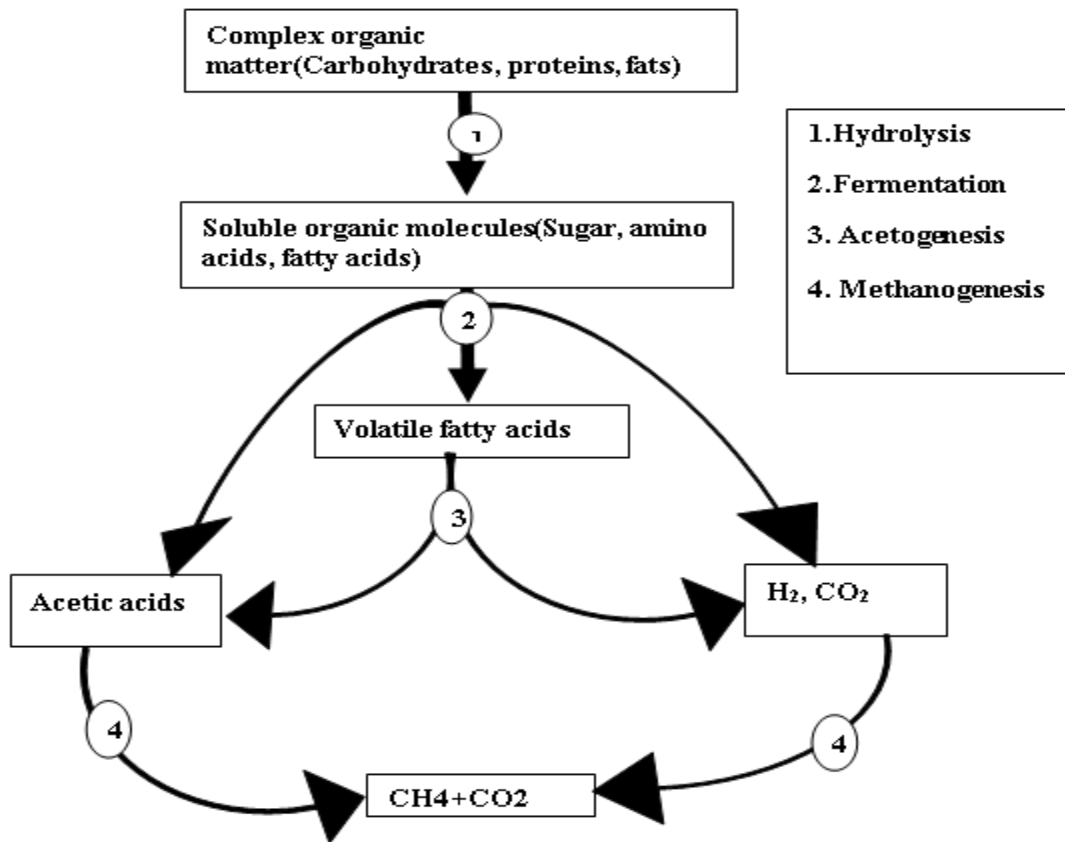 Complex organic
matter(Carbohydrates, proteins, fats)
1
1.Hydrolysis
2.Fermentation
3. Acetogenesis
4. Methanogenesis
Soluble organic molecules(Sugar, amino
acids, fatty acids)
2
Volatile fatty acids
3
Acetic acids
H₂, CO₂
4
4
CH4+CO2